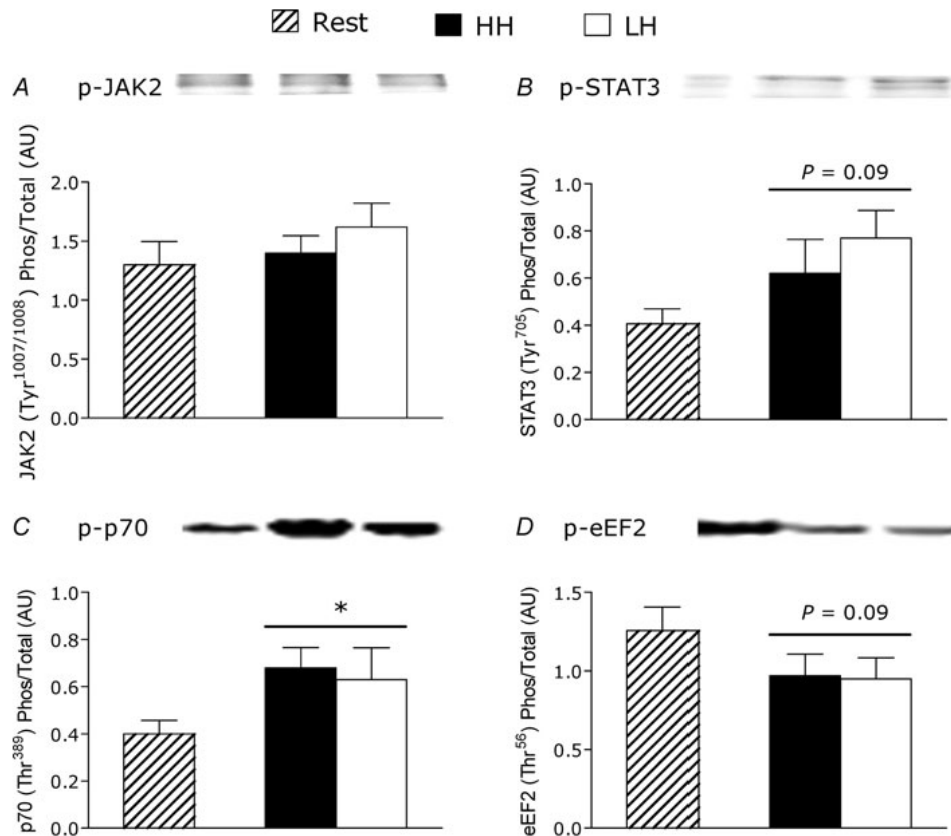 Rest HH LH
A p-JAK2
JAK2 (Tyr1007/1008) Phos/Total (AU)
2.0
1.5
1.0
0.5
0.0
B p-STAT3
STAT3 (Tyr705) Phos/Total (AU)
1.0
0.8
0.6
0.4
0.2
0.0
P = 0.09
C p-p70
p70 (Thr389) Phos/Total (AU)
1.0
0.8
0.6
0.4
0.2
0.0
*
D p-eEF2
eEF2 (Thr56) Phos/Total (AU)
1.5
1.0
0.5
0.0
P = 0.09